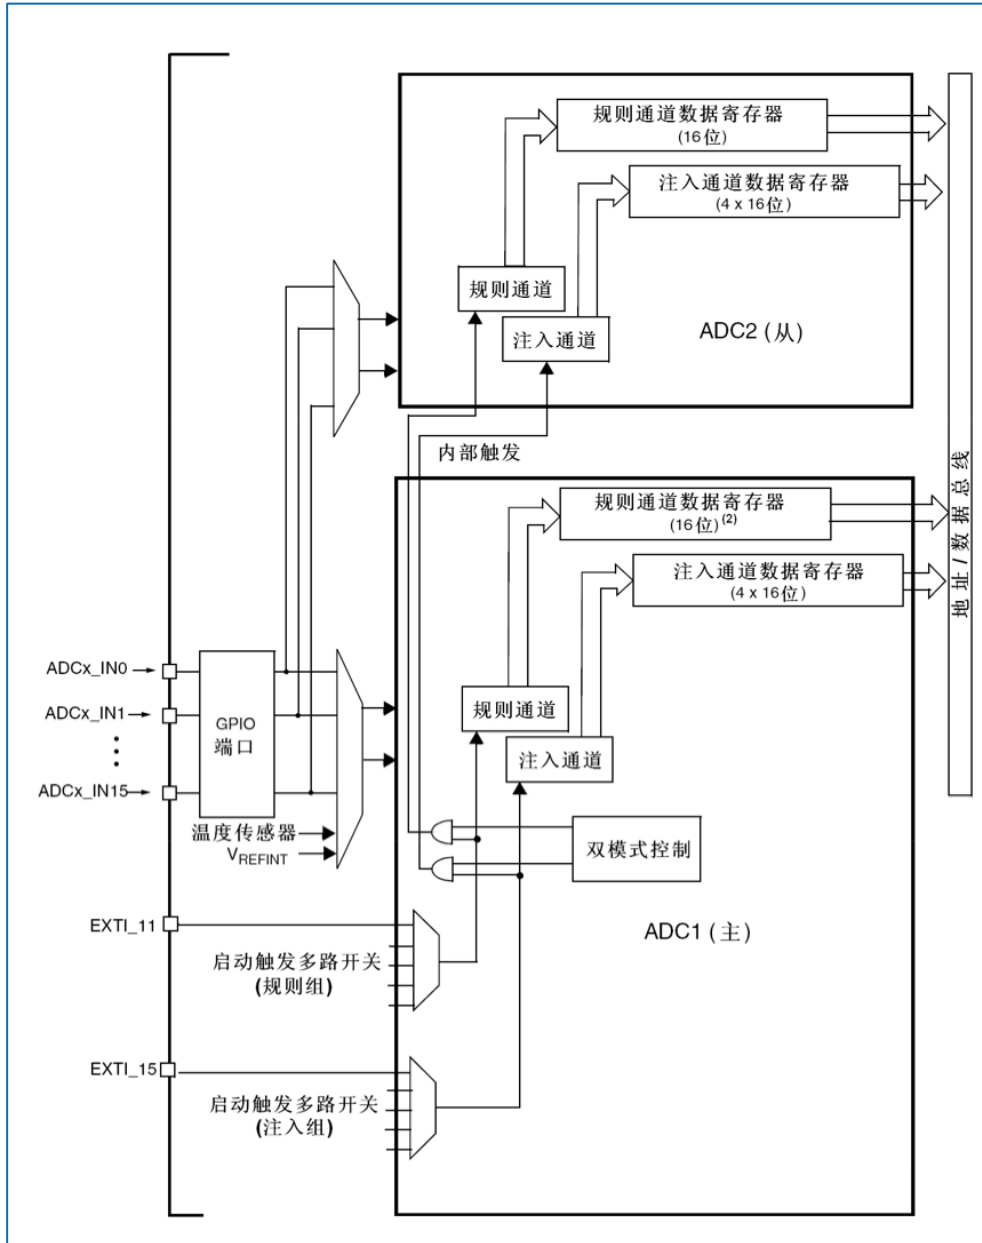 规则通道数据寄存器
(16位)
注入通道数据寄存器
(4 x 16位)
规则通道
注入通道
ADC2 (从)
内部触发
地址 / 数据总线
规则通道数据寄存器
(16位)(2)
注入通道数据寄存器
(4 x 16位)
ADCx_IN0
ADCx_IN1
ADCx_IN15
GPIO
端口
规则通道
注入通道
温度传感器
VREFINT
双模式控制
ADC1 (主)
EXTI_11
启动触发多路开关
(规则组)
EXTI_15
启动触发多路开关
(注入组)